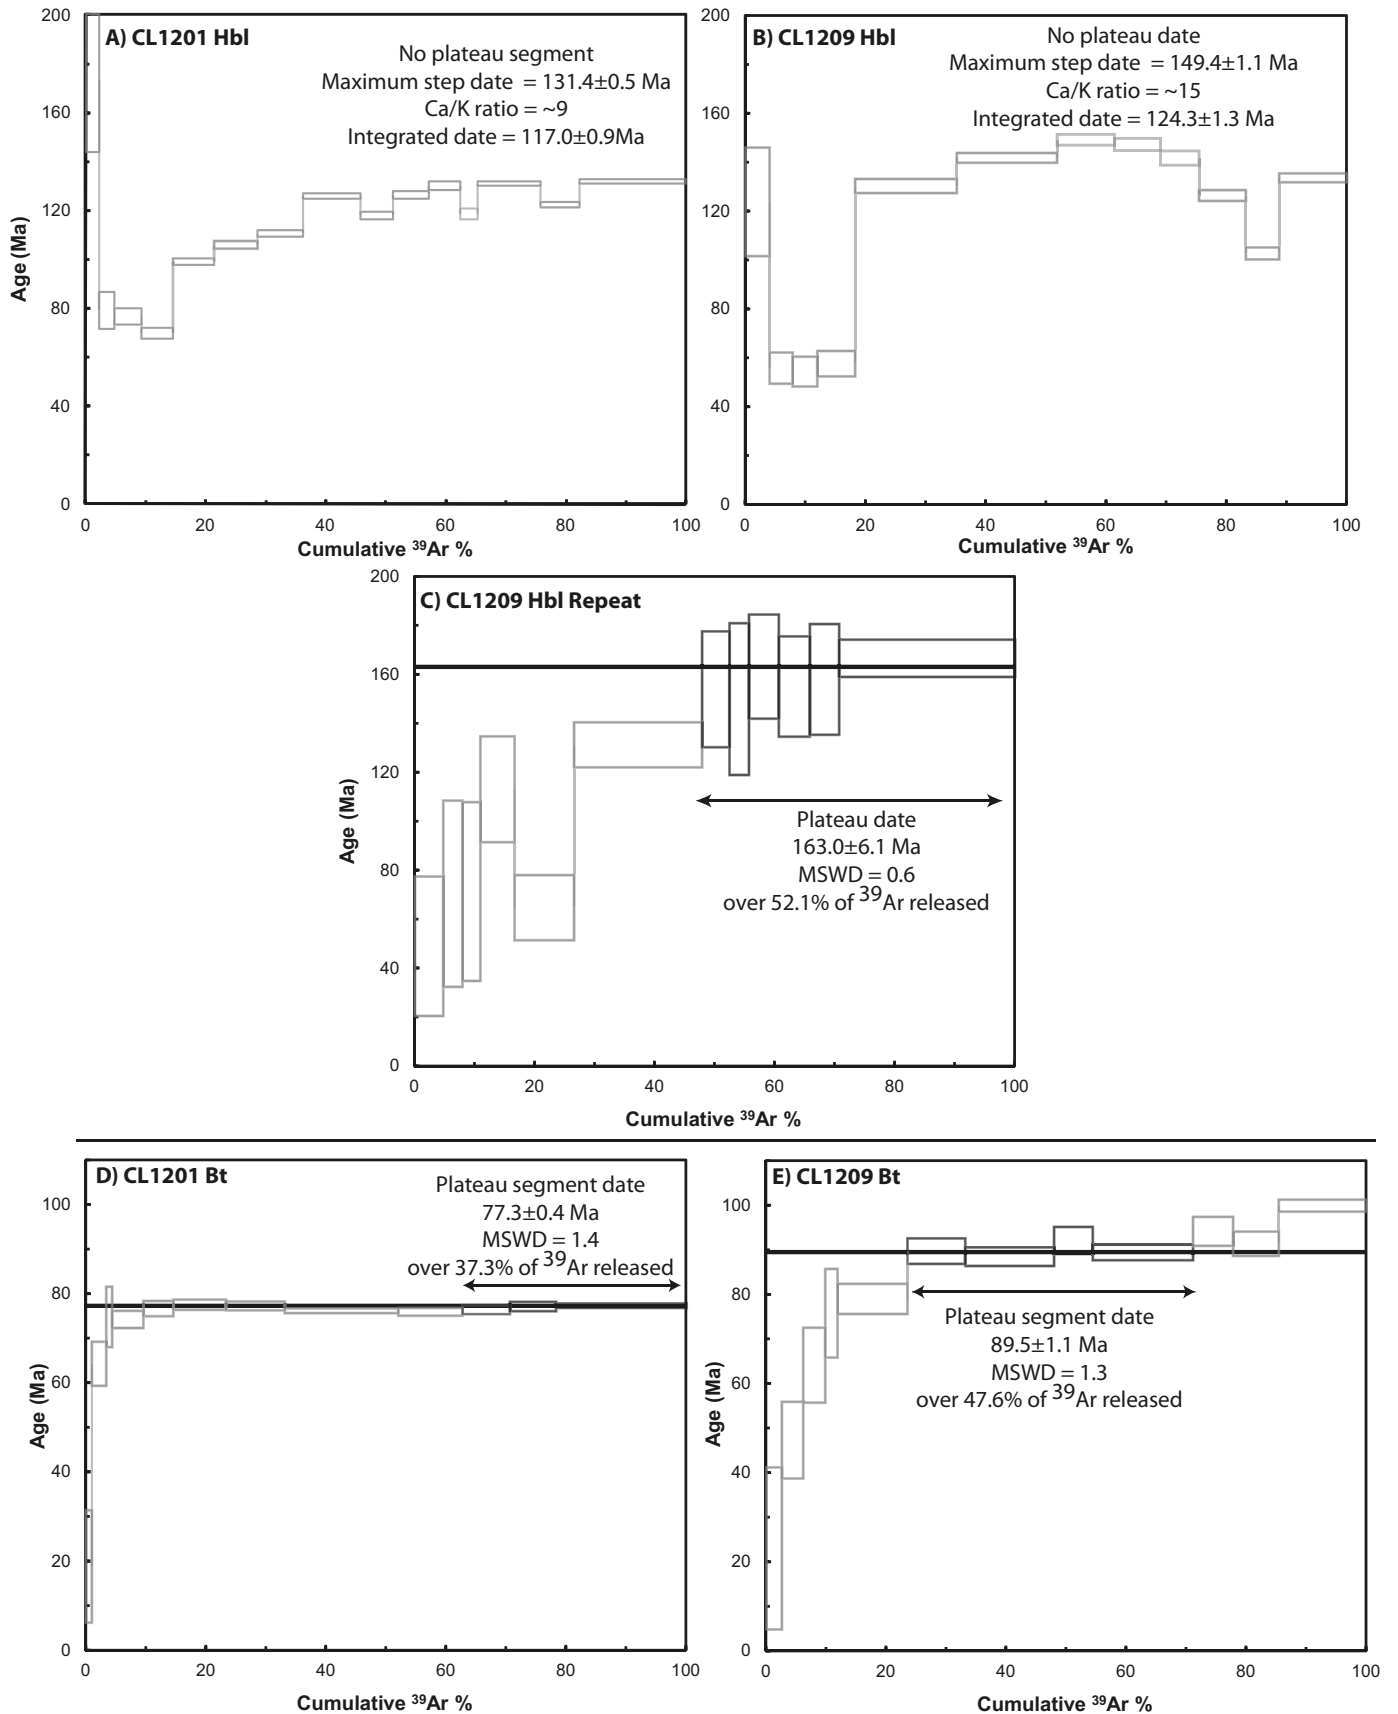 A) CL1201 Hbl
No plateau segment
Maximum step date = 131.4±0.5 Ma
Ca/K ratio = ~9
Integrated date = 117.0±0.9Ma
200
160
120
80
40
0
Age (Ma)
0 20 40 60 80 100
Cumulative ³⁹Ar %
B) CL1209 Hbl
No plateau date
Maximum step date = 149.4±1.1 Ma
Ca/K ratio = ~15
Integrated date = 124.3±1.3 Ma
200
160
120
80
40
0
0 20 40 60 80 100
Cumulative ³⁹Ar %
C) CL1209 Hbl Repeat
200
160
120
80
40
0
Age (Ma)
Plateau date
163.0±6.1 Ma
MSWD = 0.6
over 52.1% of ³⁹Ar released
0 20 40 60 80 100
Cumulative ³⁹Ar %
D) CL1201 Bt
Plateau segment date
77.3±0.4 Ma
MSWD = 1.4
over 37.3% of ³⁹Ar released
100
80
60
40
20
0
Age (Ma)
0 20 40 60 80 100
Cumulative ³⁹Ar %
E) CL1209 Bt
100
80
60
40
20
0
Age (Ma)
Plateau segment date
89.5±1.1 Ma
MSWD = 1.3
over 47.6% of ³⁹Ar released
0 20 40 60 80 100
Cumulative ³⁹Ar %